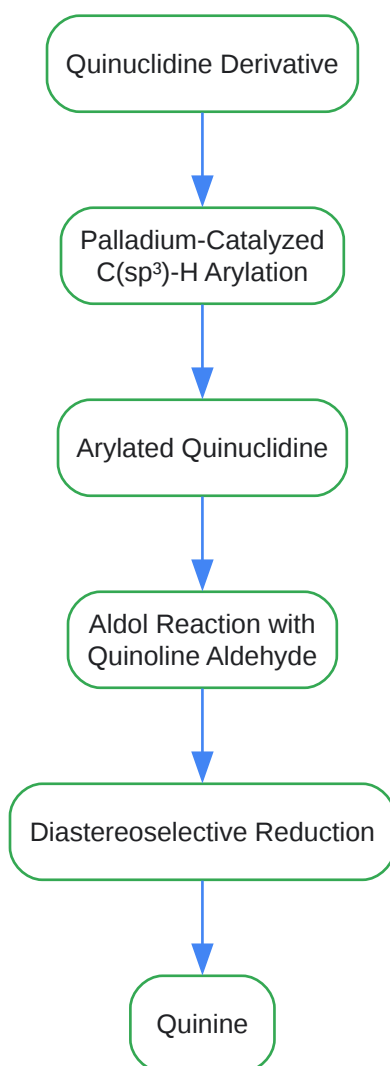 Quinuclidine Derivative
Palladium-Catalyzed
C(sp³)-H Arylation
Arylated Quinuclidine
Aldol Reaction with
Quinoline Aldehyde
Diastereoselective Reduction
Quinine